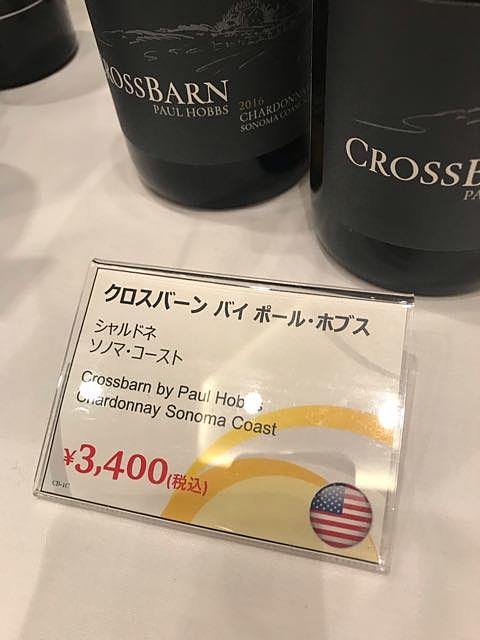 CROSSBARN
PAUL HOBBS
2016
CHARDONNAY
SONOMA COAST
CROSSB
PA
クロスバーン バイ ポール・ホブス
シャルドネ
ソノマ・コースト
Crossbarn by Paul Hobbs
Chardonnay Sonoma Coast
¥3,400(税込)
CB-1C